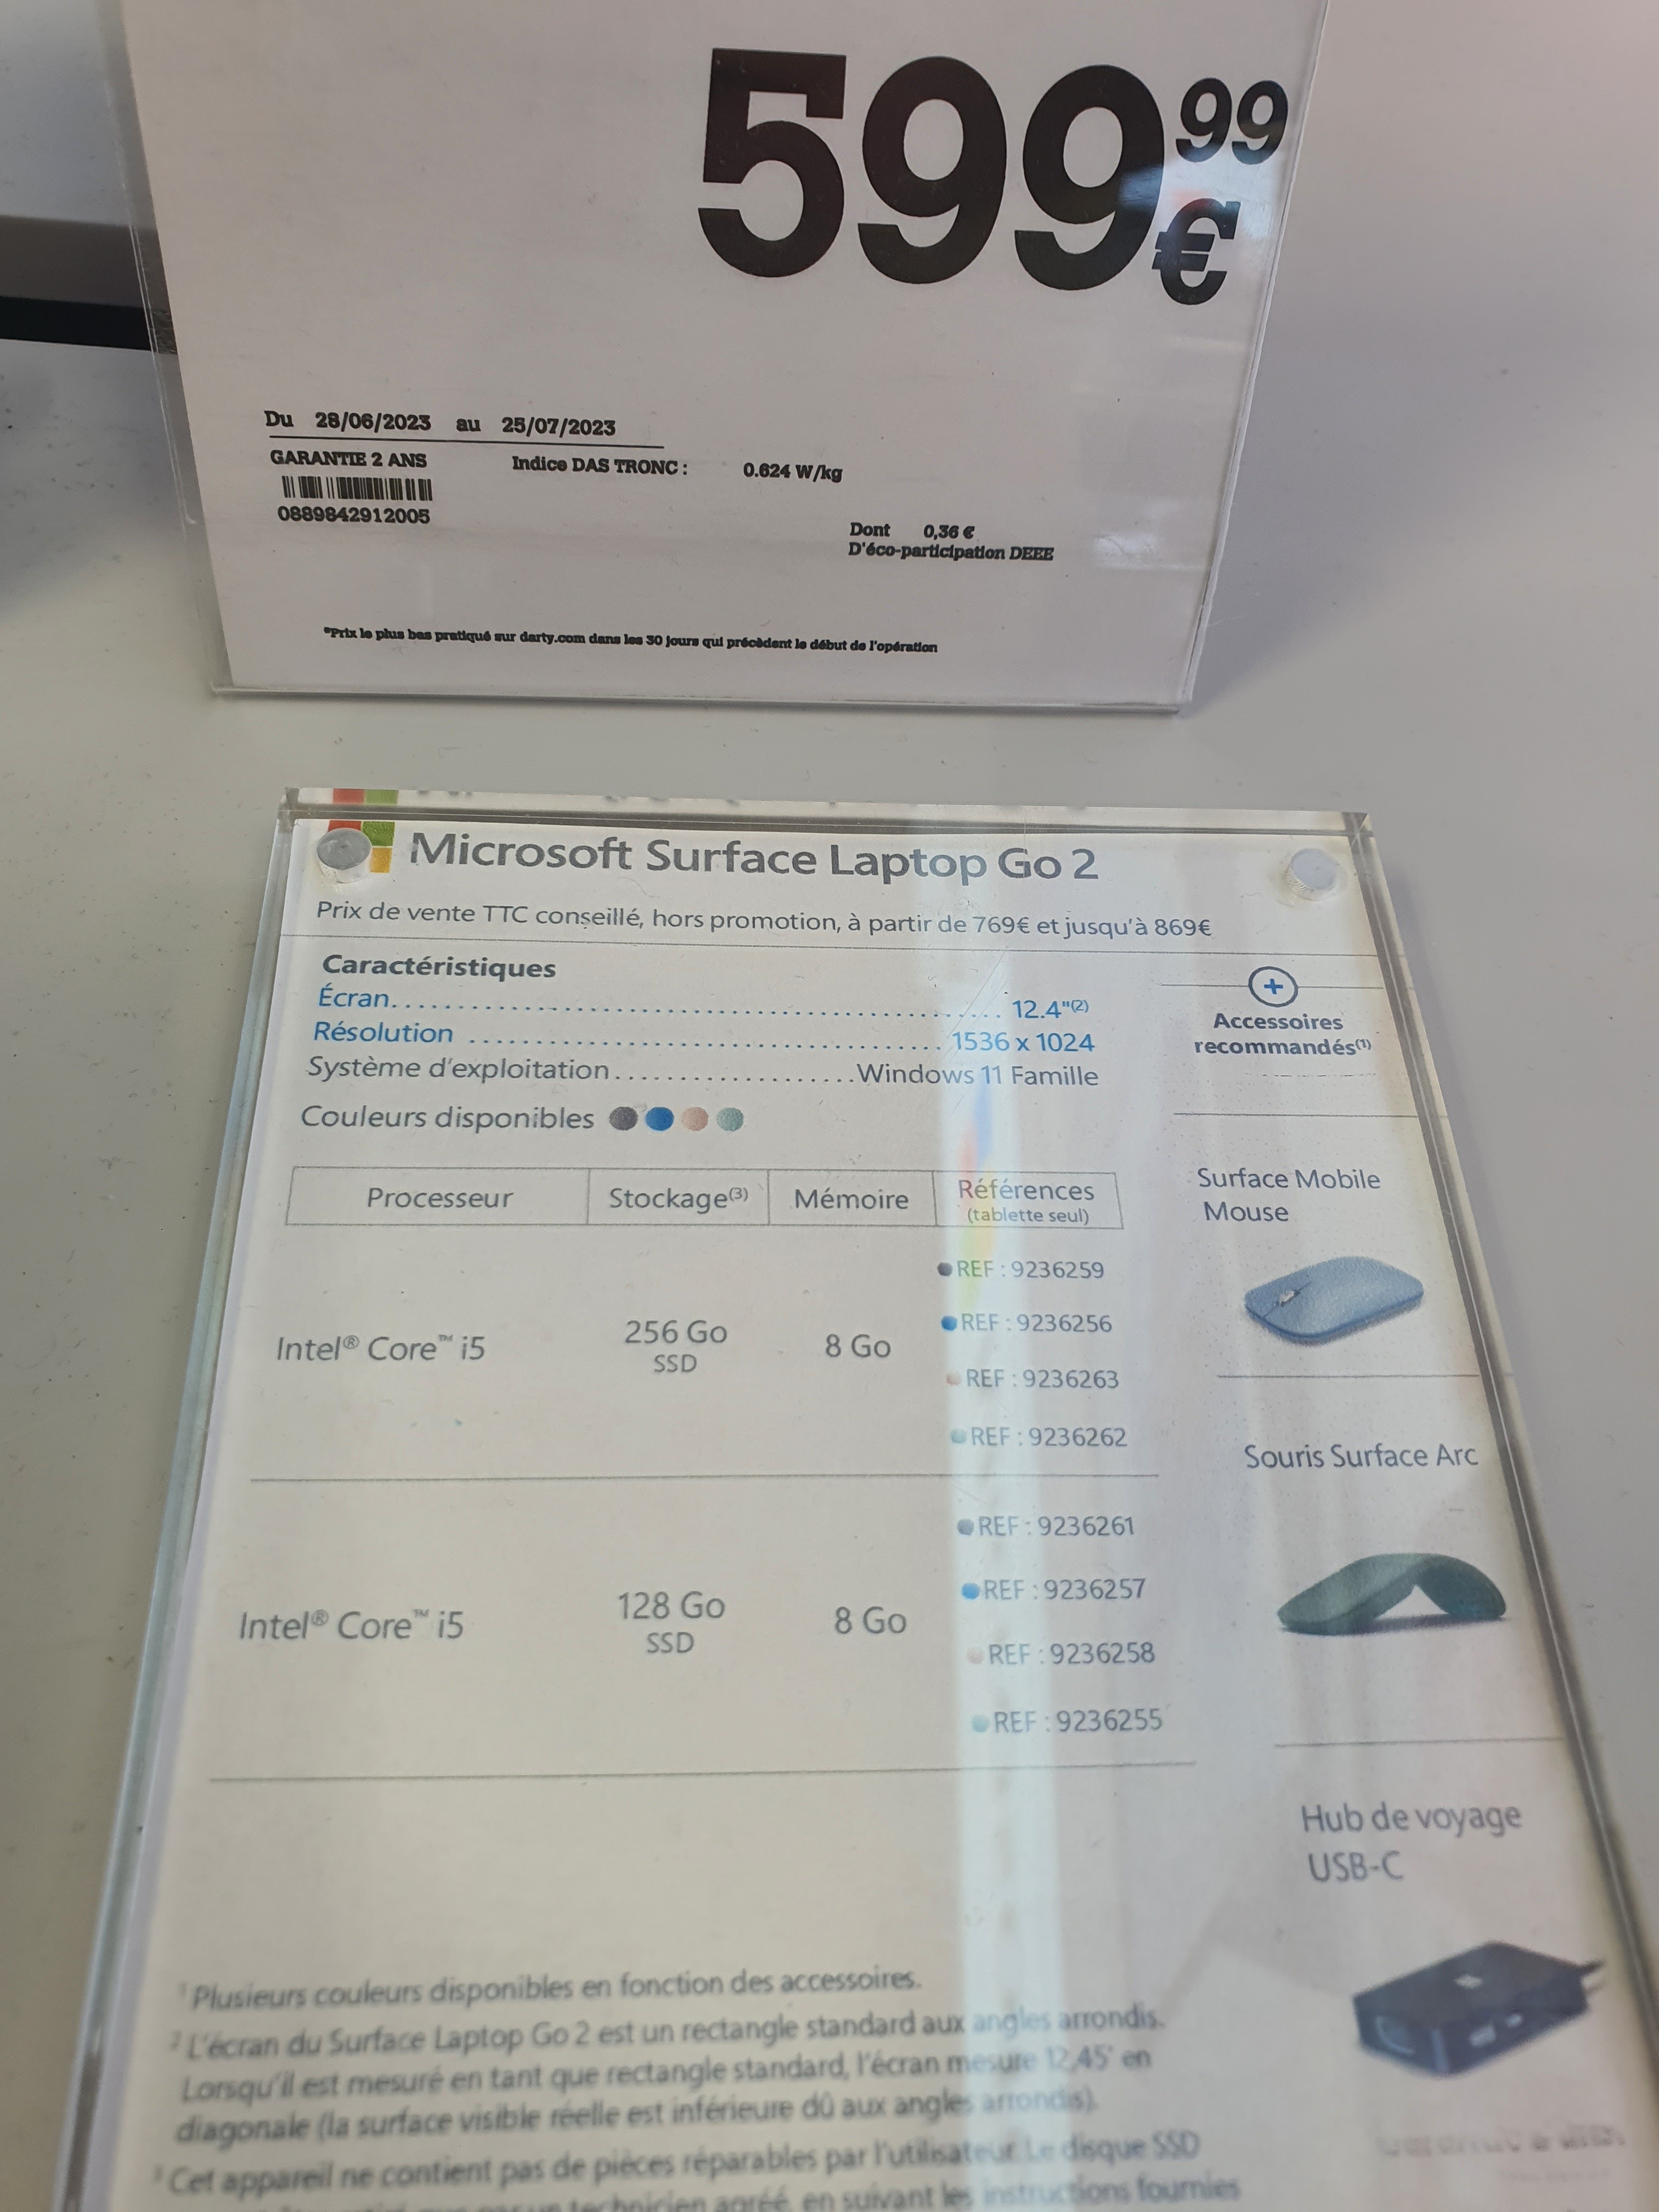 599€99
Du 28/06/2023 au 25/07/2023
GARANTIE 2 ANS Indice DAS TRONC : 0.624 W/kg
0889842912005
Dont 0,36 €
D'éco-participation DEEE
*Prix le plus bas pratiqué sur darty.com dans les 30 jours qui précèdent le début de l'opération
Microsoft Surface Laptop Go 2
Prix de vente TTC conseillé, hors promotion, à partir de 769€ et jusqu'à 869€
Caractéristiques
Écran 12.4"(2)
Résolution 1536 x 1024
Système d'exploitation Windows 11 Famille
Couleurs disponibles
Processeur Stockage(3) Mémoire Références
(tablette seul)
Intel® Core™ i5 256 Go
SSD
8 Go
REF : 9236259
REF : 9236256
REF : 9236263
REF : 9236262
Intel® Core™ i5 128 Go
SSD
8 Go
REF : 9236261
REF : 9236257
REF : 9236258
REF : 9236255
Accessoires
recommandés(1)
Surface Mobile
Mouse
Souris Surface Arc
Hub de voyage
USB-C
1 Plusieurs couleurs disponibles en fonction des accessoires.
2 L'écran du Surface Laptop Go 2 est un rectangle standard aux angles arrondis.
Lorsqu'il est mesuré en tant que rectangle standard, l'écran mesure 12,45' en
diagonale (la surface visible réelle est inférieure dû aux angles arrondis).
3 Cet appareil ne contient pas de pièces réparables par l'utilisateur. Le disque SSD
technicien agréé, en suivant les instructions fournies